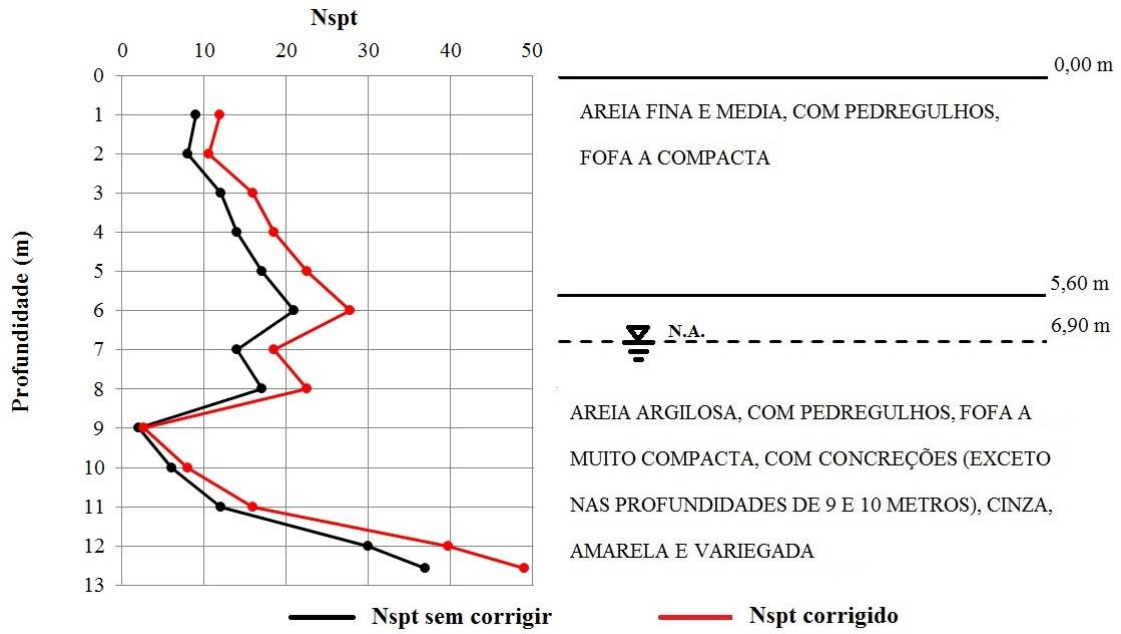 Nspt
0 10 20 30 40 50
0
1
2
3
4
5
6
7
8
9
10
11
12
13
Profundidade (m)
0,00 m
AREIA FINA E MEDIA, COM PEDREGULHOS,
FOFA A COMPACTA
5,60 m
N.A.
6,90 m
AREIA ARGILOSA, COM PEDREGULHOS, FOFA A
MUITO COMPACTA, COM CONCREÇÕES (EXCETO
NAS PROFUNDIDADES DE 9 E 10 METROS), CINZA,
AMARELA E VARIEGADA
Nspt sem corrigir
Nspt corrigido